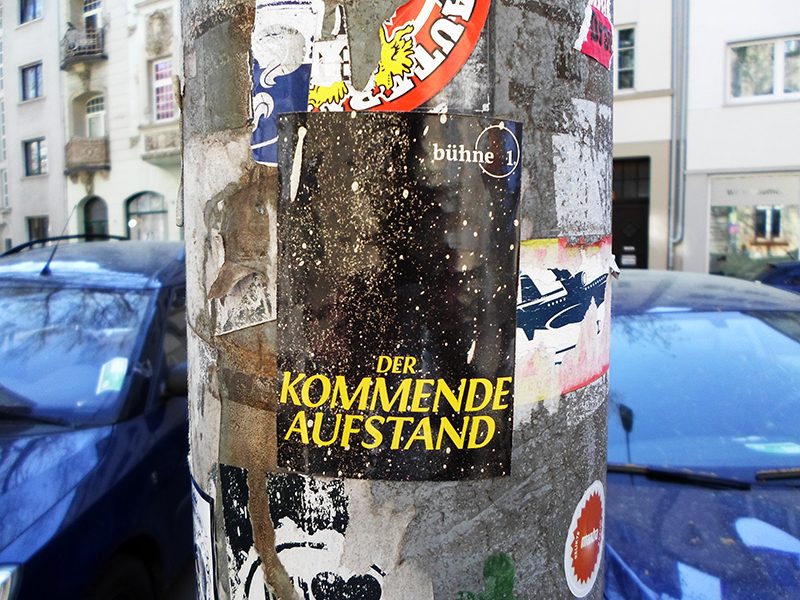 bühne 1.
DER
KOMMENDE
AUFSTAND